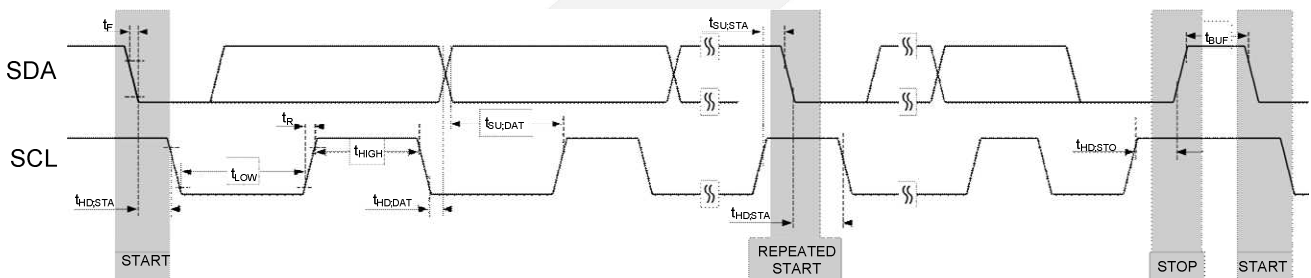 tF
tSU;STA
tBUF
SDA
tR
tSU;DAT
SCL
tHIGH
tHD;STO
tLOW
tHD;STA
tHD;DAT
tHD;STA
START
REPEATED
START
STOP
START